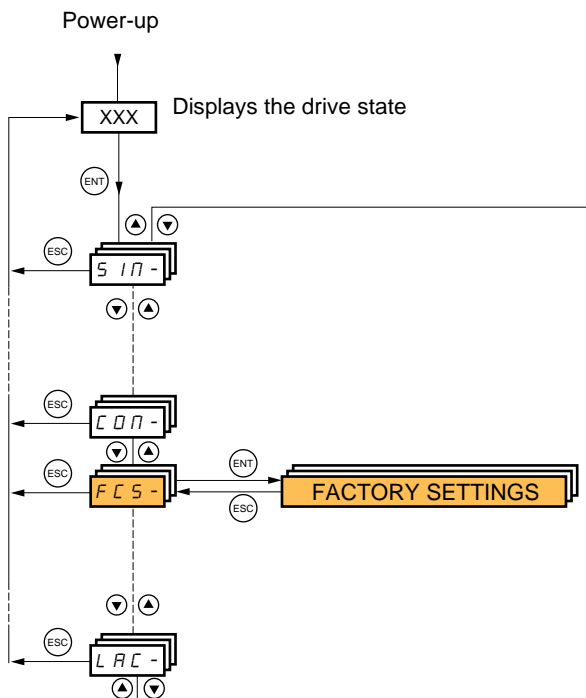 Power-up
XXX
Displays the drive state
ENT
ESC
SIM-
ESC
COM-
ESC
FCS-
ENT
FACTORY SETTINGS
ESC
ESC
LAC-